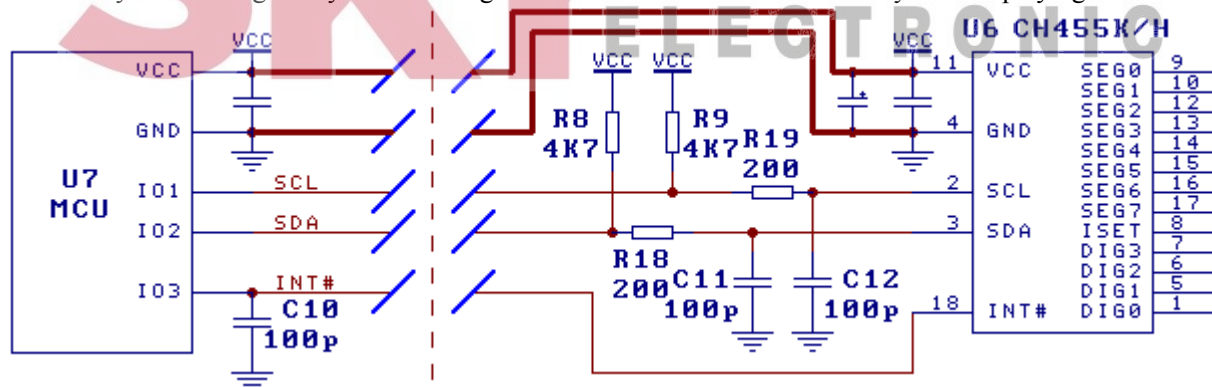 ELECTRONIC
U6 CH455K/H
VCC
VCC
GND
U7
MCU
IO1
SCL
IO2
SDA
IO3
INT#
C10
100p
VCC
VCC
R8
4K7
R9
4K7
R19
200
R18
200
C11
100p
C12
100p
VCC
11
VCC
4
GND
2
SCL
3
SDA
18
INT#
SEG0 9
SEG1 10
SEG2 12
SEG3 13
SEG4 14
SEG5 15
SEG6 16
SEG7 17
ISET 8
DIG3 7
DIG2 6
DIG1 5
DIG0 1